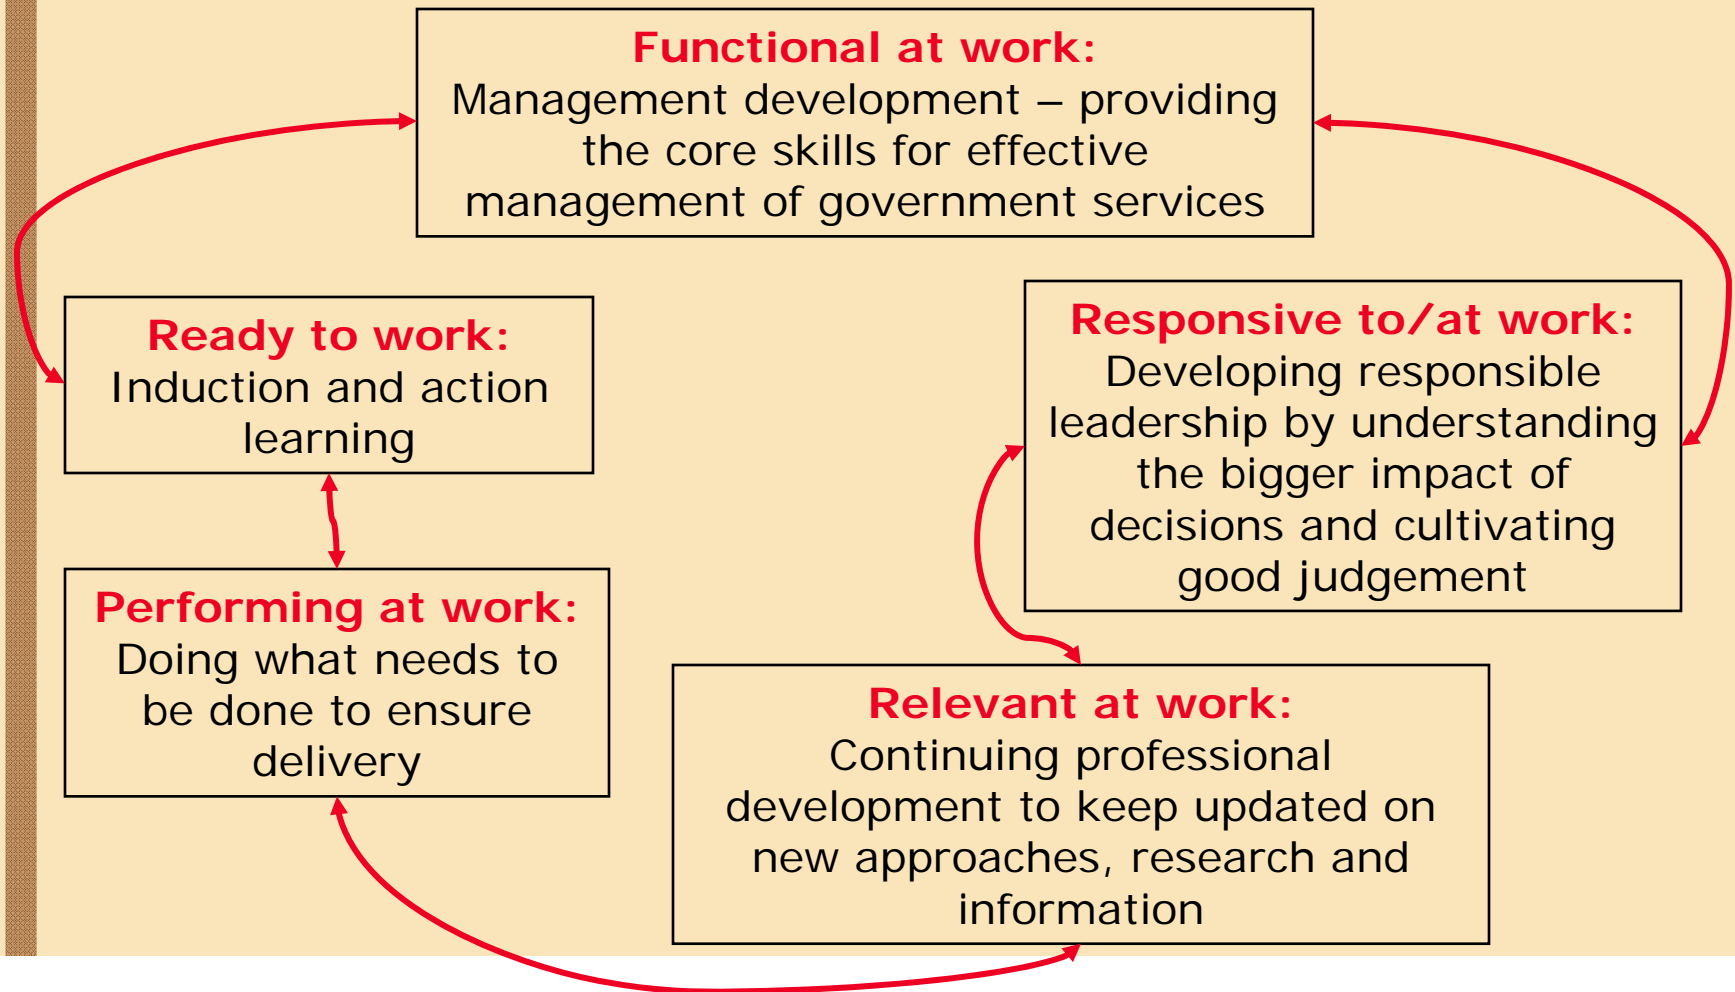 Functional at work:
Management development – providing
the core skills for effective
management of government services
Ready to work:
Induction and action
learning
Responsive to/at work:
Developing responsible
leadership by understanding
the bigger impact of
decisions and cultivating
good judgement
Performing at work:
Doing what needs to
be done to ensure
delivery
Relevant at work:
Continuing professional
development to keep updated on
new approaches, research and
information